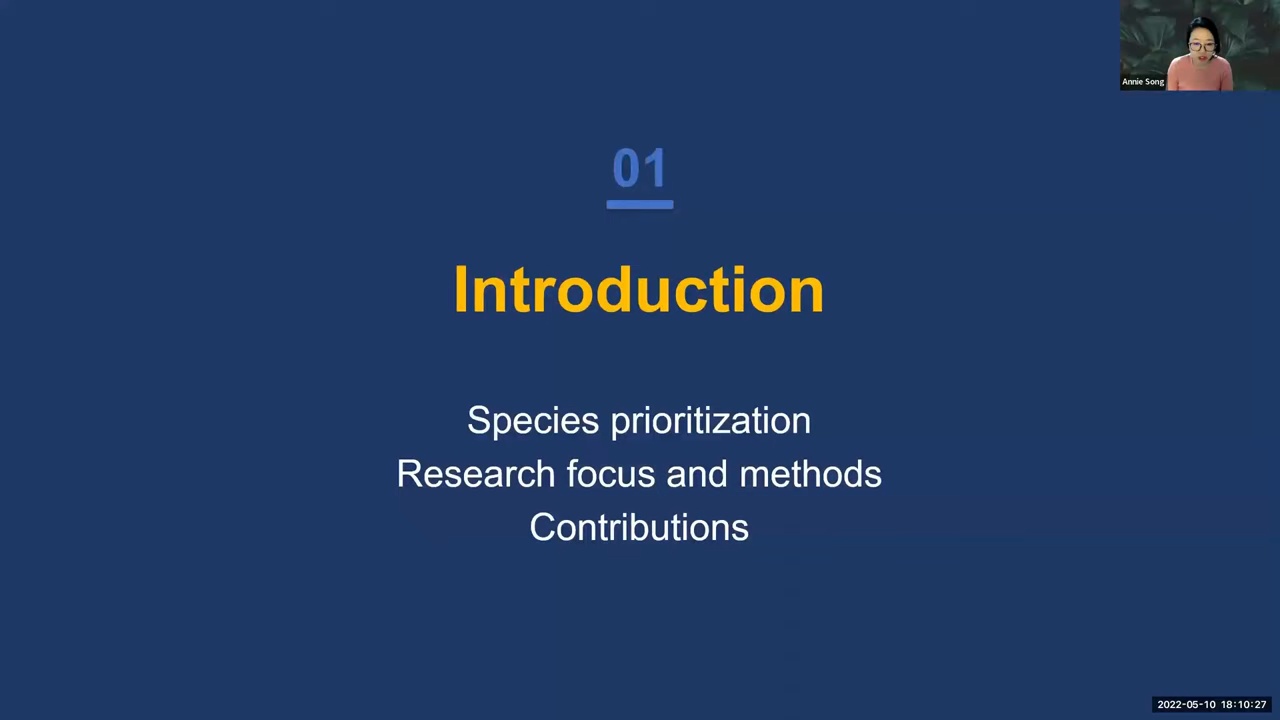 Annie Song
01
Introduction
Species prioritization
Research focus and methods
Contributions
2022-05-10 18:10:27